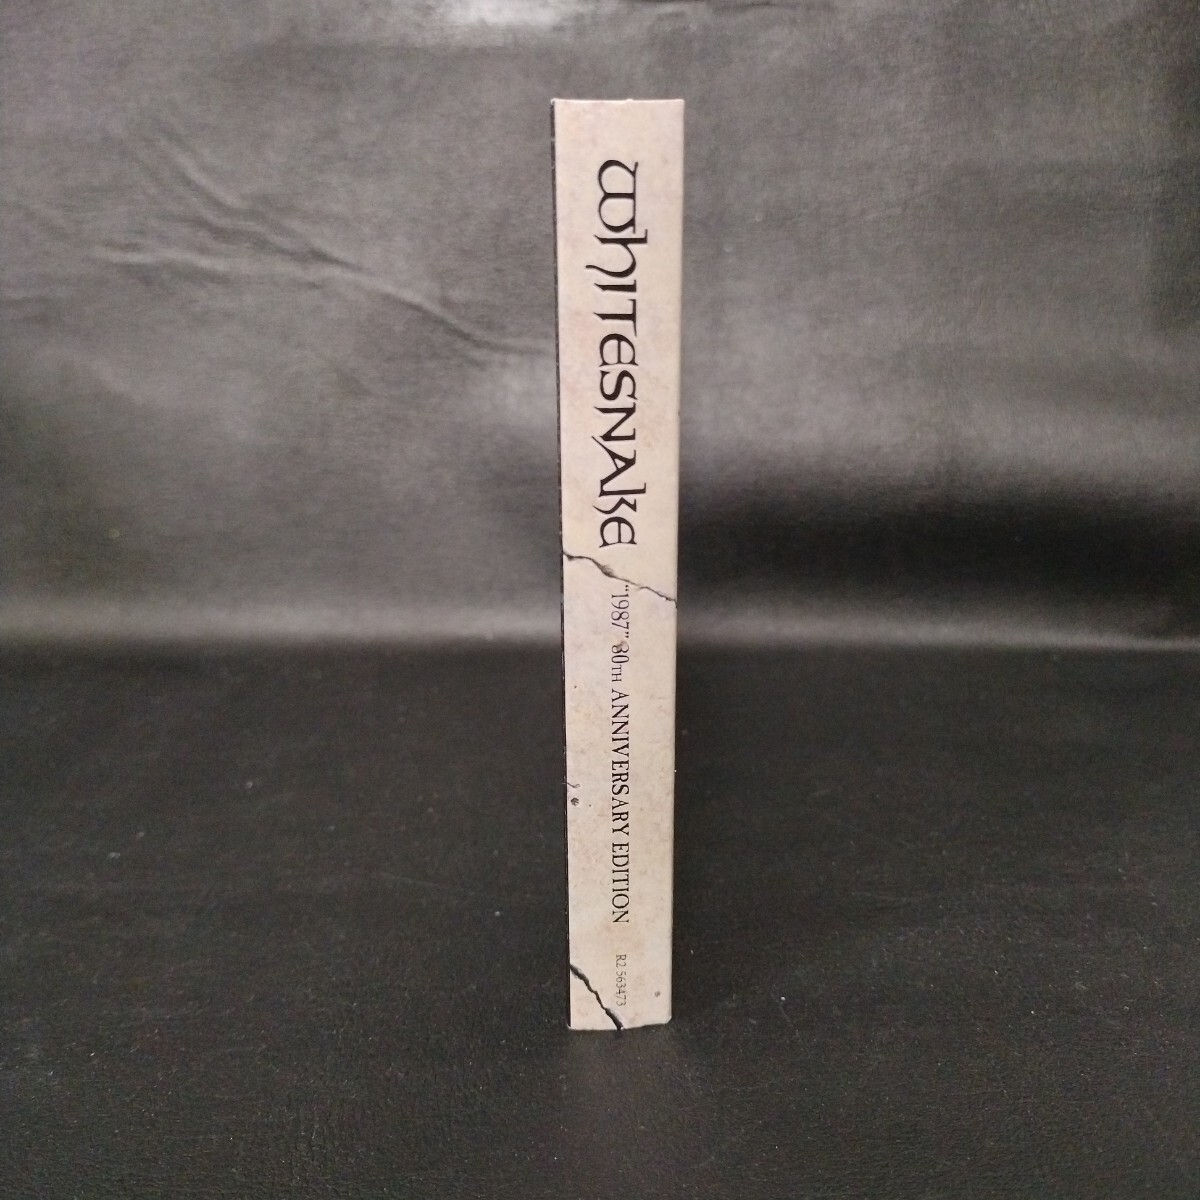 WHITESNAKE
"1987" 30TH ANNIVERSARY EDITION
R2 563473